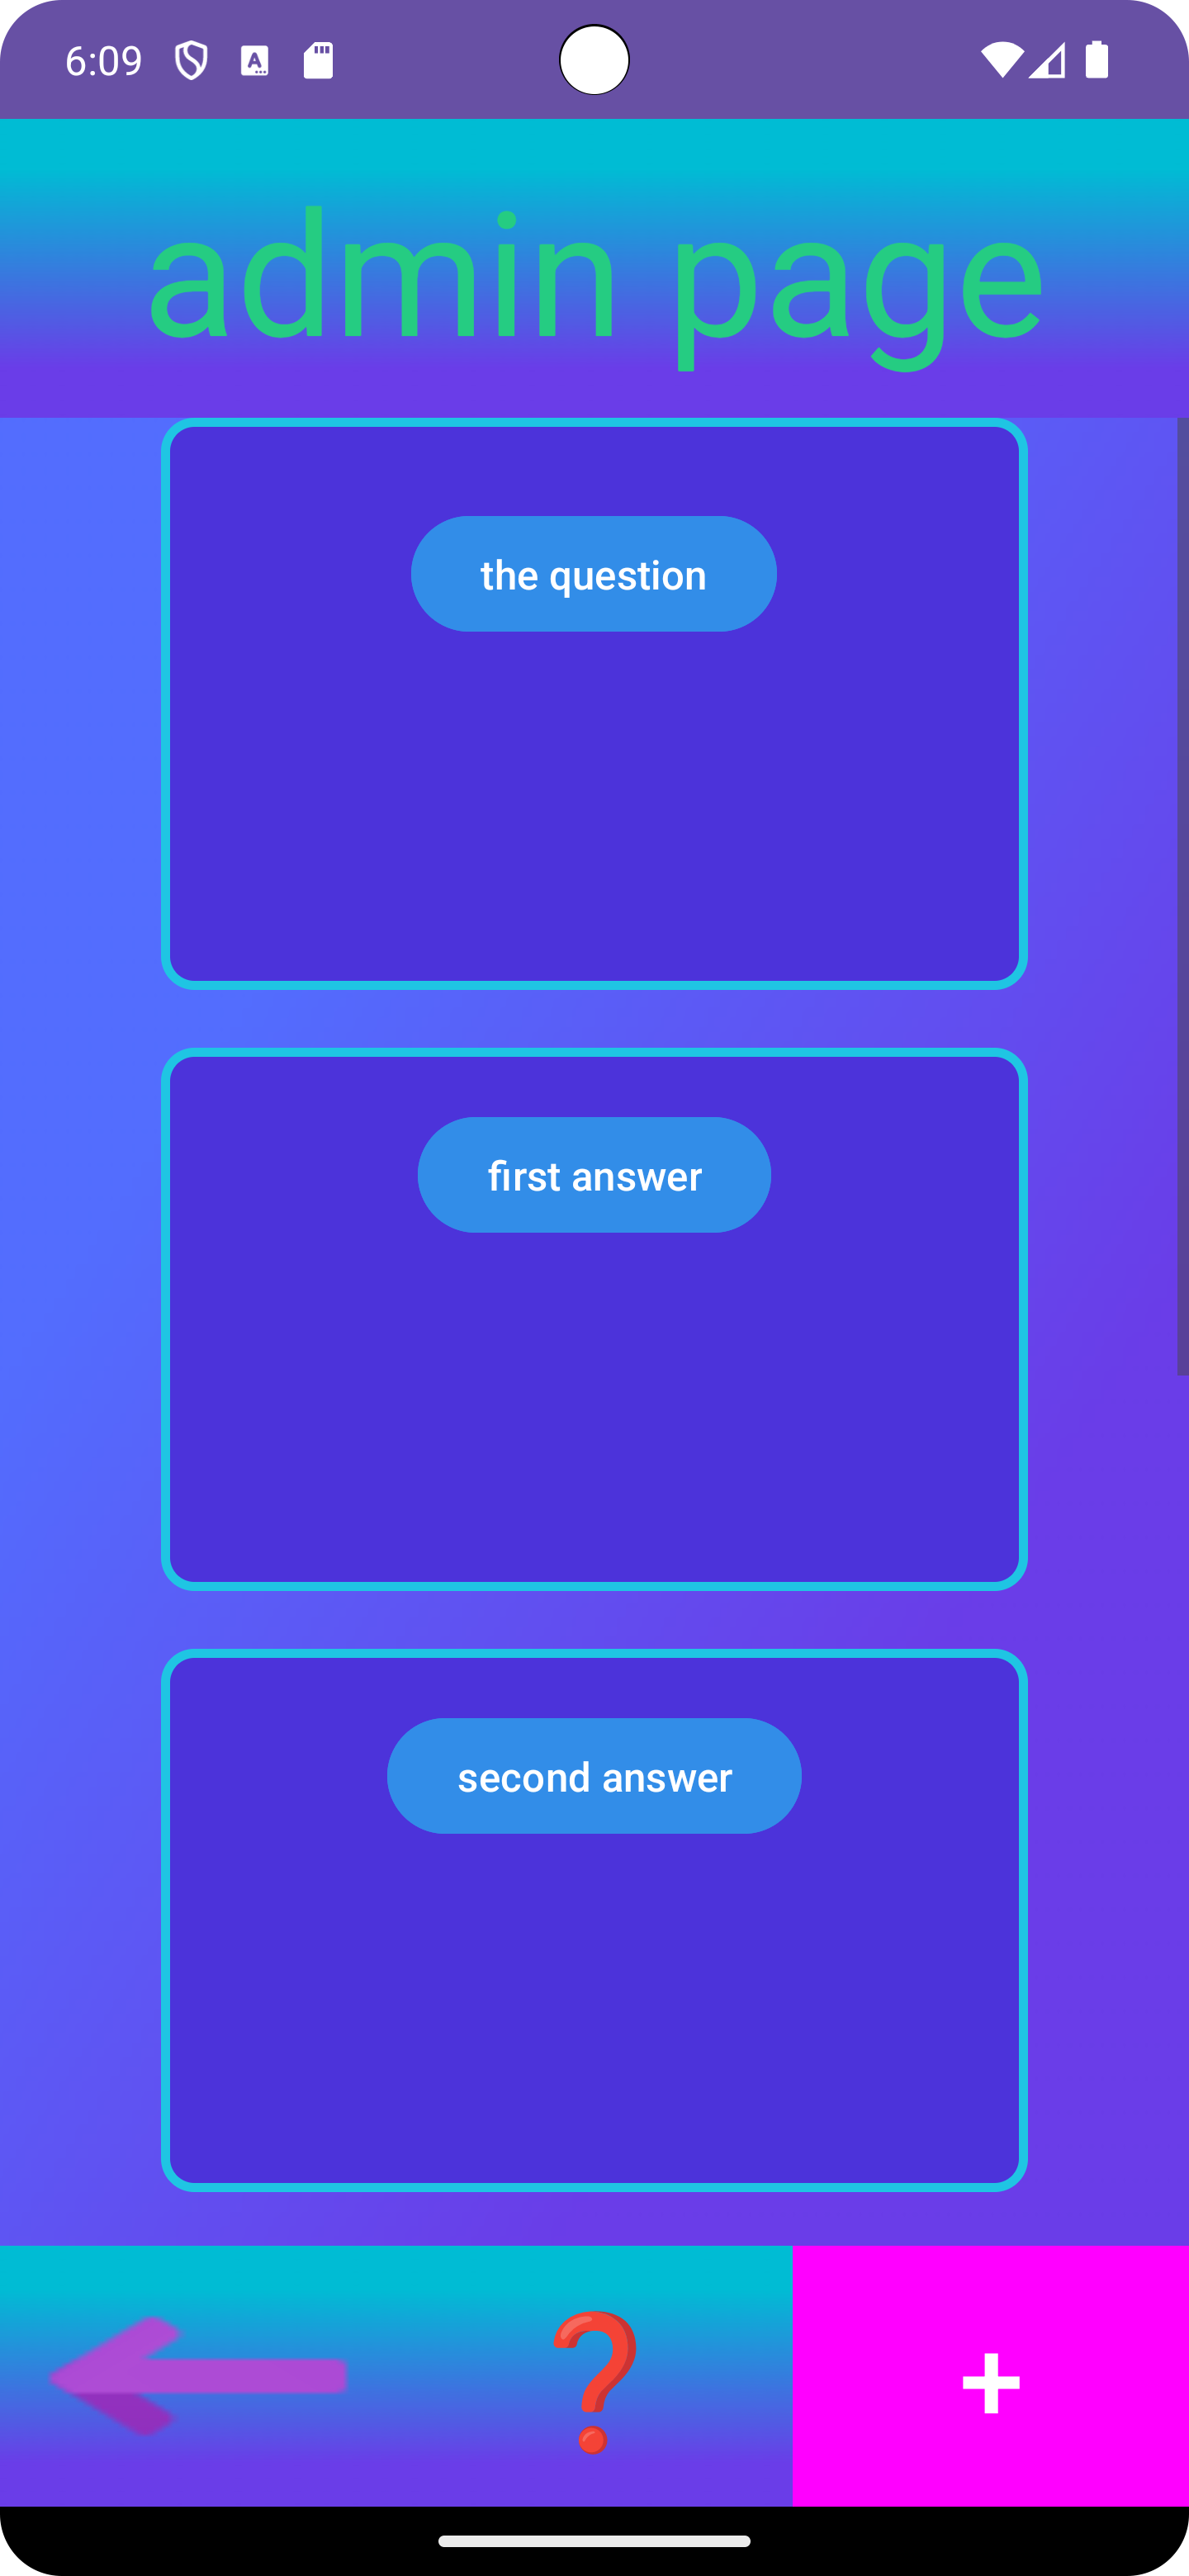 6:09
admin page
the question
first answer
second answer
❓
+